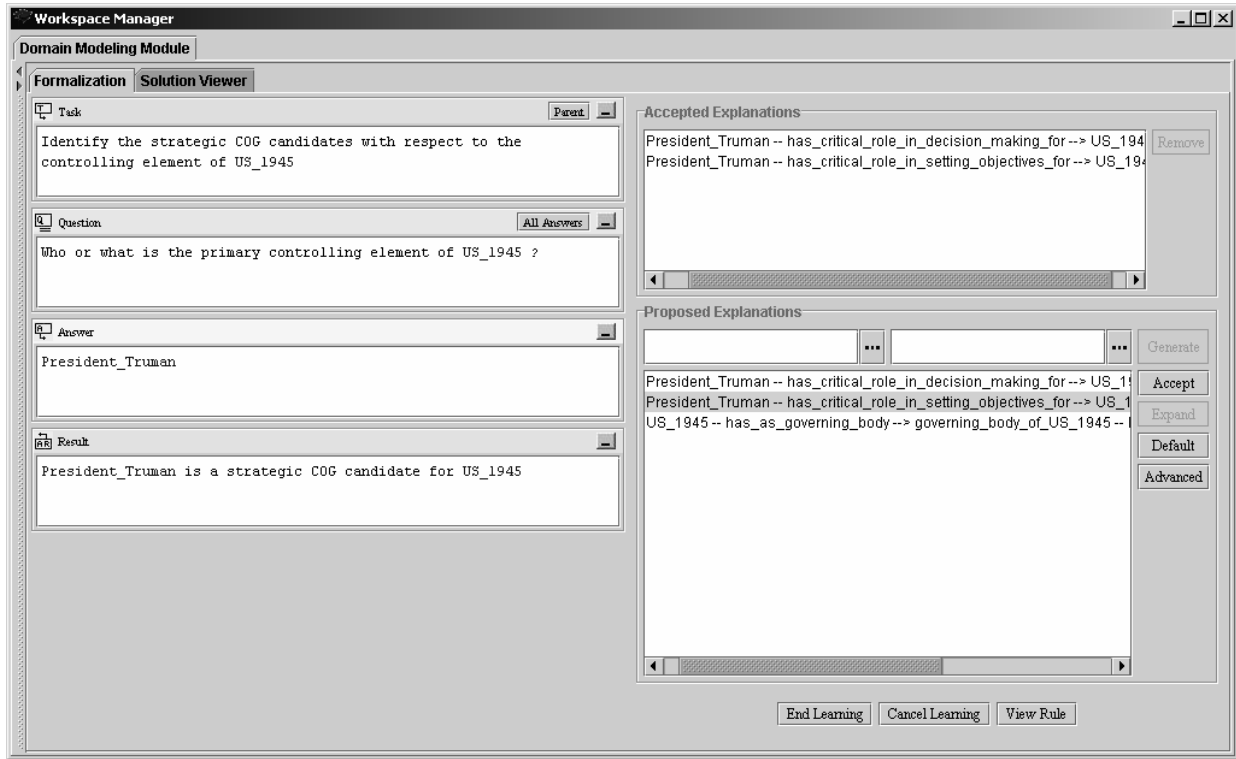 Workspace Manager
Domain Modeling Module
Formalization Solution Viewer
Task Parent
Identify the strategic COG candidates with respect to the
controlling element of US_1945
Question All Answers
Who or what is the primary controlling element of US_1945 ?
Answer
President_Truman
Result
President_Truman is a strategic COG candidate for US_1945
Accepted Explanations
President_Truman -- has_critical_role_in_decision_making_for --> US_194
President_Truman -- has_critical_role_in_setting_objectives_for --> US_194
Remove
Proposed Explanations
... ... Generate
President_Truman -- has_critical_role_in_decision_making_for --> US_19
President_Truman -- has_critical_role_in_setting_objectives_for --> US_1
US_1945 -- has_as_governing_body --> governing_body_of_US_1945 --
Accept
Expand
Default
Advanced
End Learning Cancel Learning View Rule